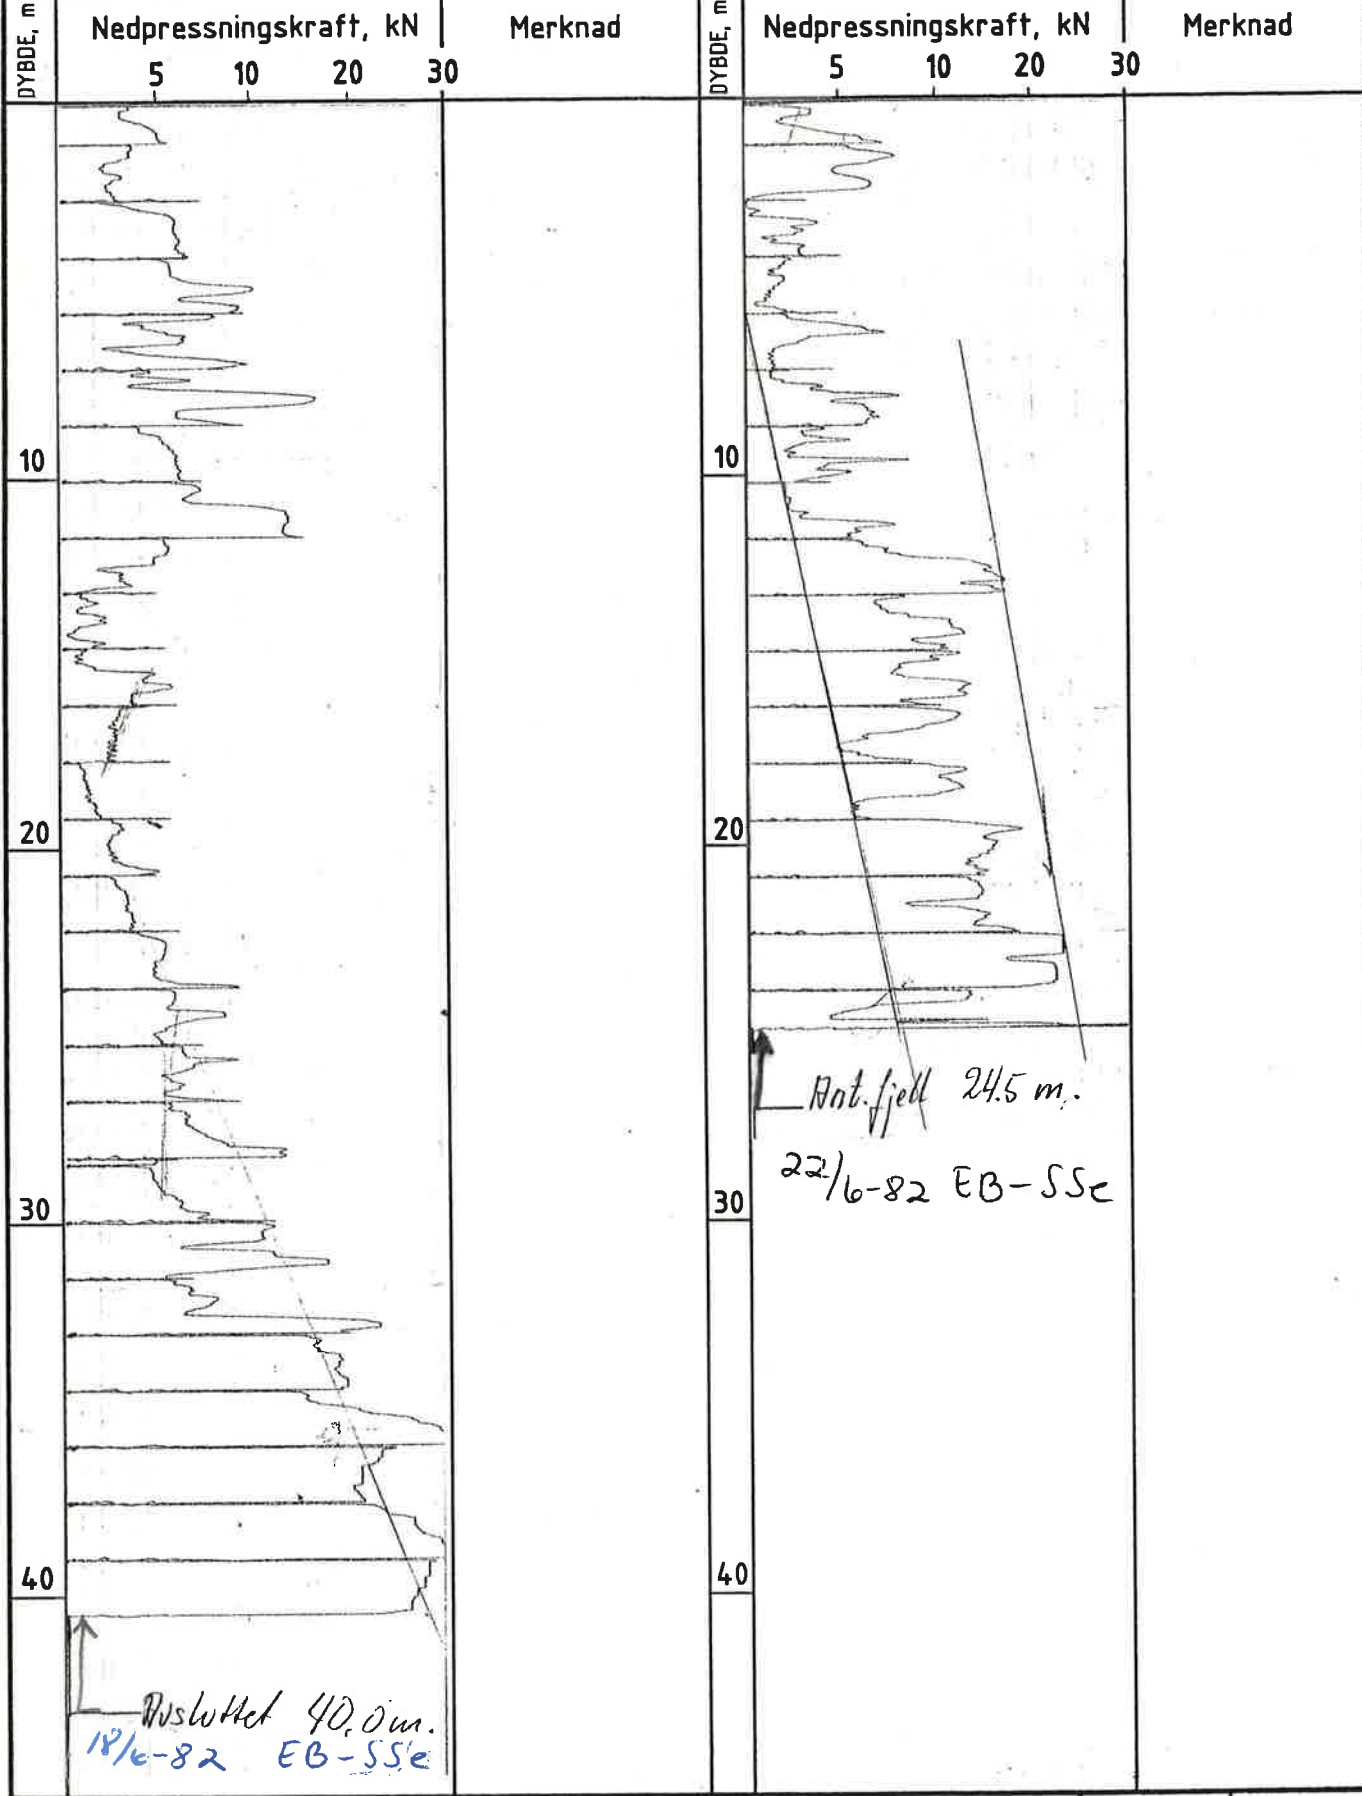 DYBDE, m
Nedpressningskraft, kN
Merknad
5 10 20 30
10
20
30
40
Avsluttet 40,0 m.
18/6-82 EB-SSe
DYBDE, m
Nedpressningskraft, kN
Merknad
5 10 20 30
10
20
30
40
Ant. fjell 24.5 m.
22/6-82 EB-SSe